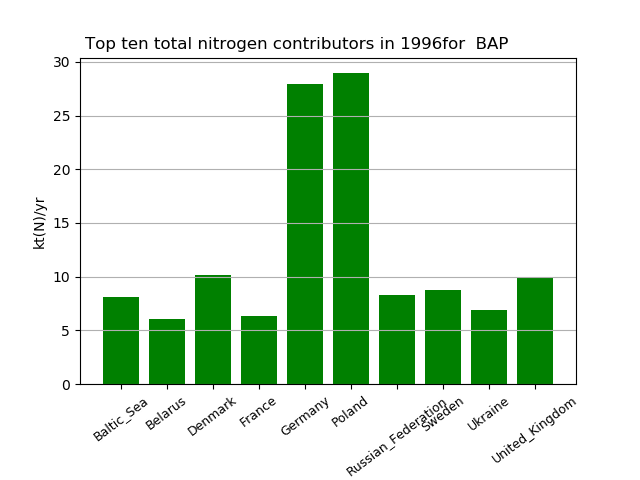 Top ten total nitrogen contributors in 1996for  BAP
30
25
20
15
10
5
0
kt(N)/yr
Baltic_Sea
Belarus
Denmark
France
Germany
Poland
Russian_Federation
Sweden
Ukraine
United_Kingdom